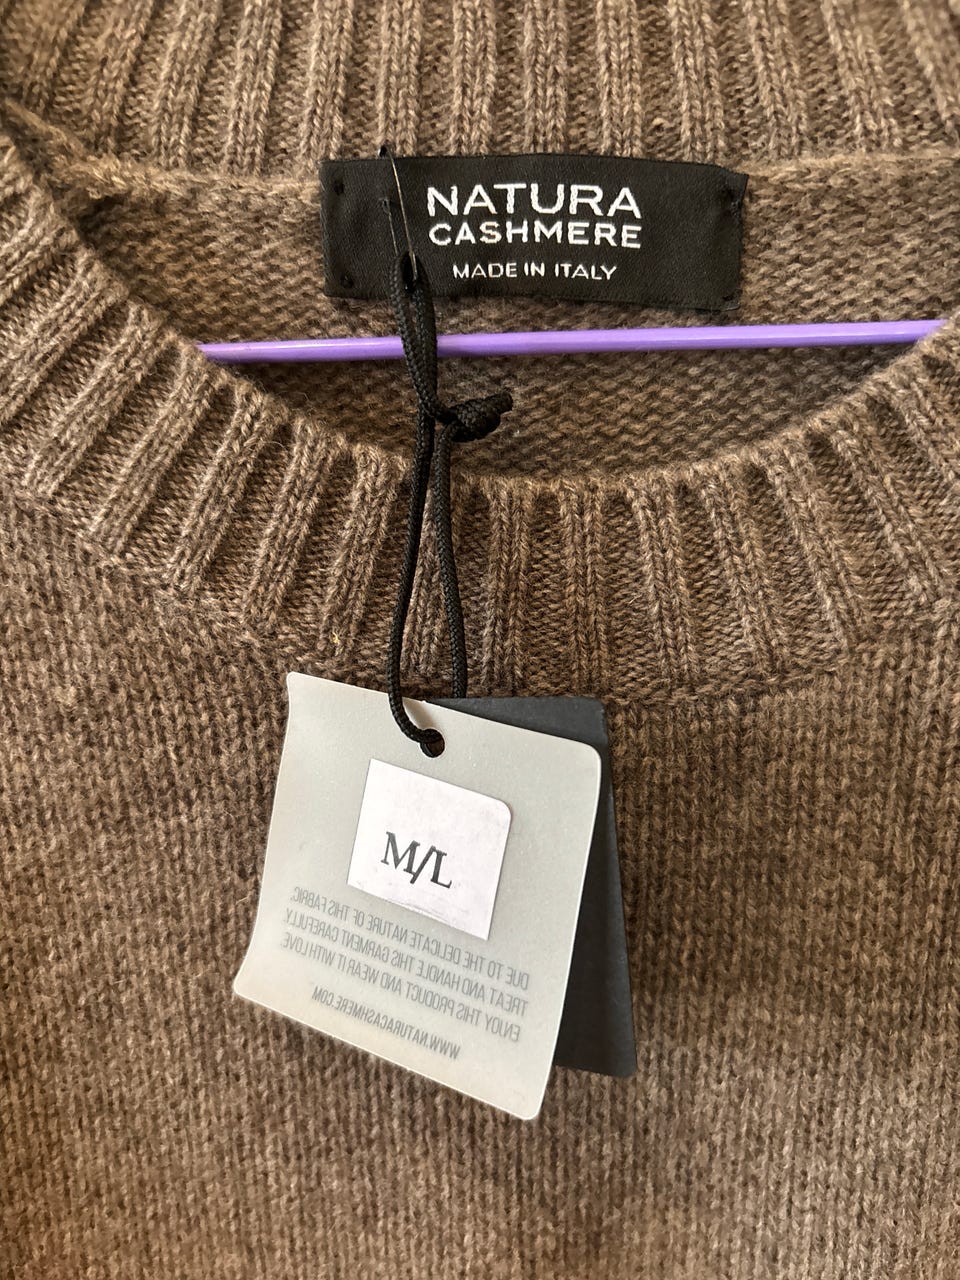 NATURA
CASHMERE
MADE IN ITALY
M/L
DUE TO THE DELICATE NATURE OF THIS FABRIC,
TREAT AND HANDLE THIS GARMENT CAREFULLY.
ENJOY THIS PRODUCT AND WEAR IT WITH LOVE.
WWW.NATURACASHMERE.COM